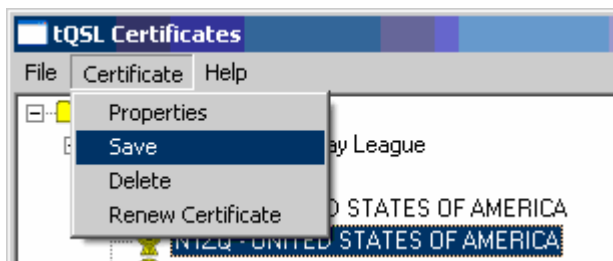 tQSL Certificates
File Certificate Help
Properties
Save
ay League
Delete
Renew Certificate
D STATES OF AMERICA
N1ZQ - UNITED STATES OF AMERICA